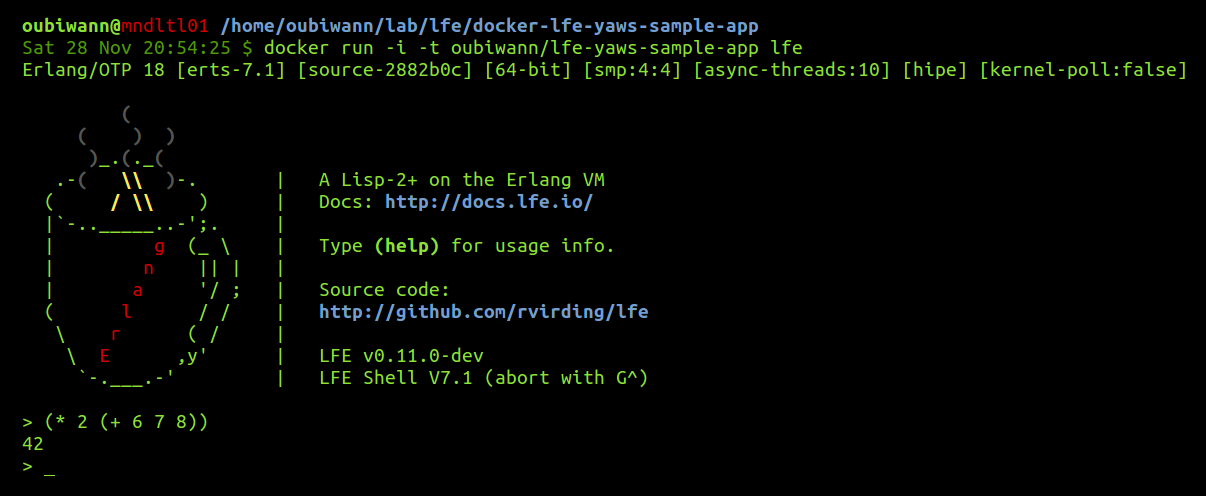 oubiwann@mndltl01 /home/oubiwann/lab/lfe/docker-lfe-yaws-sample-app
Sat 28 Nov 20:54:25 $ docker run -i -t oubiwann/lfe-yaws-sample-app lfe
Erlang/OTP 18 [erts-7.1] [source-2882b0c] [64-bit] [smp:4:4] [async-threads:10] [hipe] [kernel-poll:false]

         (
     (    )  )
      )_.(._(
   .-(   \\  )-.       |   A Lisp-2+ on the Erlang VM
  (     / \\    )      |   Docs: http://docs.lfe.io/
  |`-.._____..-';.     |
  |         g  (_ \    |   Type (help) for usage info.
  |        n    || |   |
  |       a     '/ ;   |   Source code:
  (      l      / /    |   http://github.com/rvirding/lfe
   \    r      ( /     |
    \  E      ,y'      |   LFE v0.11.0-dev
     `-.___.-'         |   LFE Shell V7.1 (abort with G^)

> (* 2 (+ 6 7 8))
42
> _